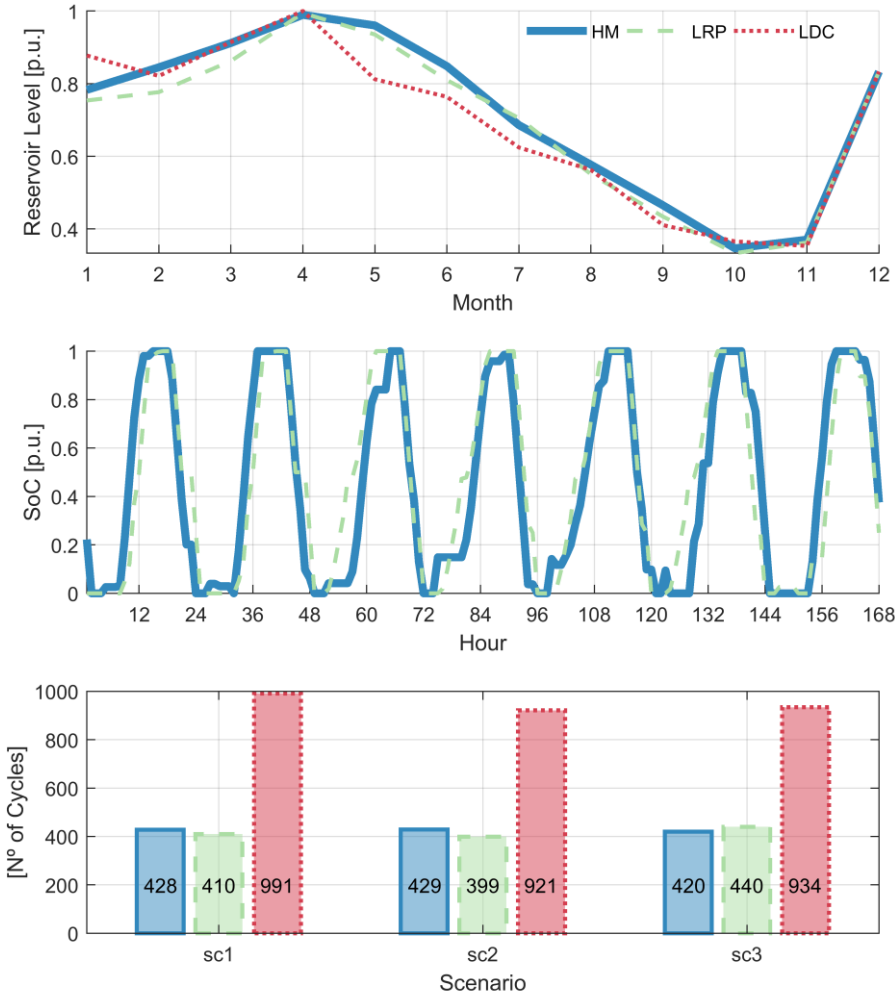 Reservoir Level [p.u.]
1
0.8
0.6
0.4
HM LRP LDC
1 2 3 4 5 6 7 8 9 10 11 12
Month
SoC [p.u.]
1
0.8
0.6
0.4
0.2
0
12 24 36 48 60 72 84 96 108 120 132 144 156 168
Hour
[Nº of Cycles]
1000
800
600
400
200
0
428 410 991 429 399 921 420 440 934
sc1 sc2 sc3
Scenario